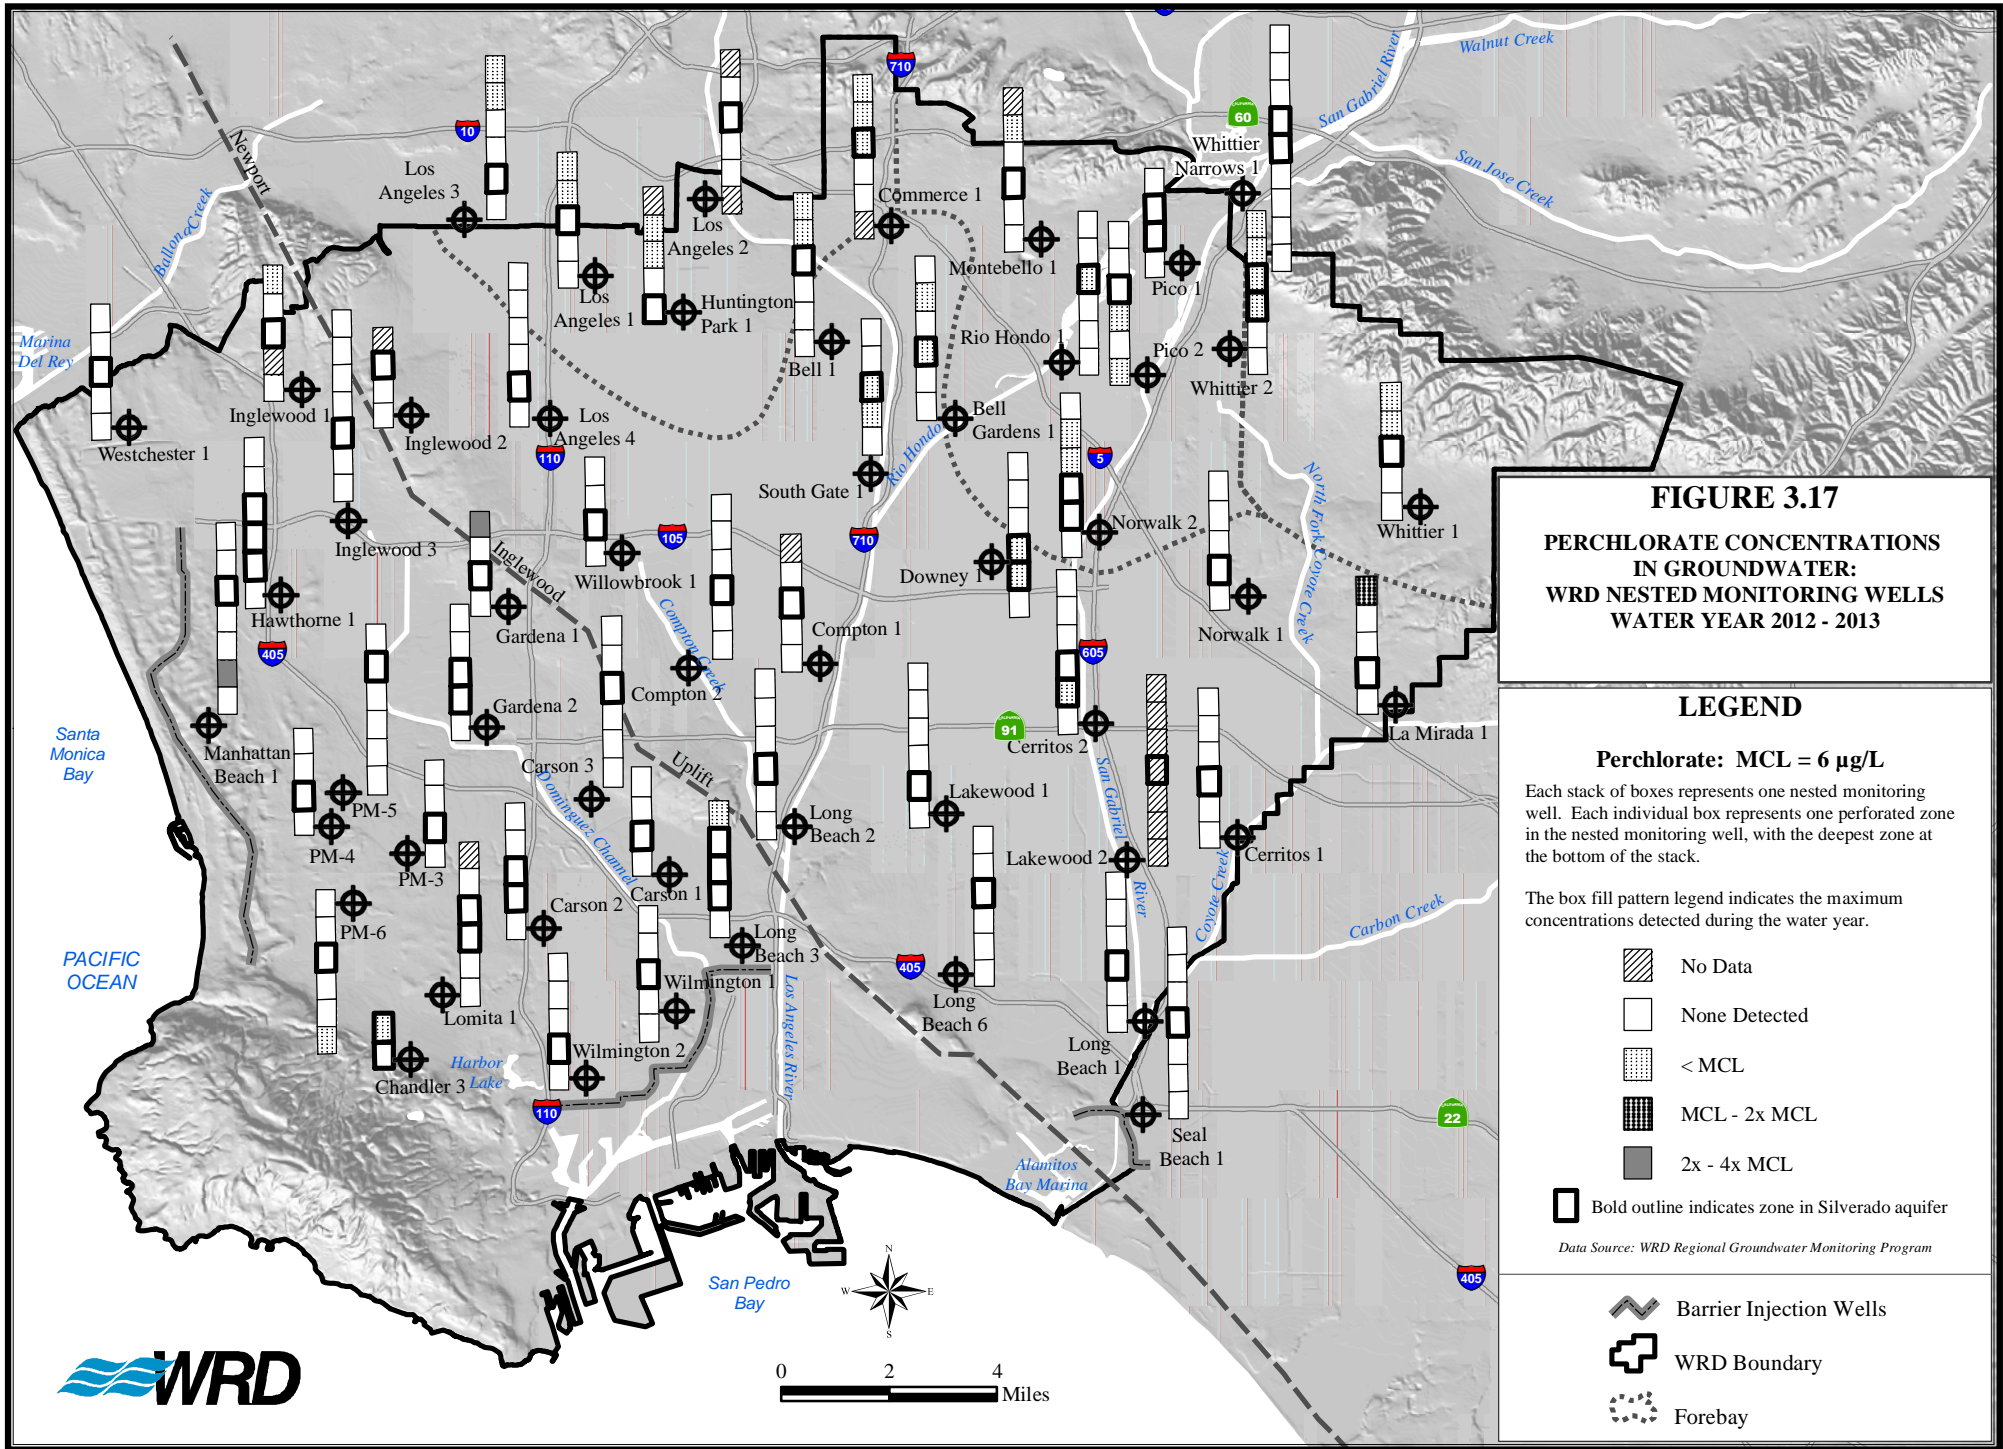 710
Walnut Creek
San Gabriel River
10
60
Whittier
Narrows 1
Newport
Los
Angeles 3
San Jose Creek
Ballona Creek
Commerce 1
Los
Angeles 2
Montebello 1
Pico 1
Los
Angeles 1
Huntington
Park 1
Marina
Del Rey
Rio Hondo 1
Pico 2
Bell 1
Whittier 2
Inglewood 1
Inglewood 2
Los
Angeles 4
Bell
Gardens 1
Westchester 1
110
5
Rio Hondo
South Gate 1
North Fork Coyote Creek
FIGURE 3.17
PERCHLORATE CONCENTRATIONS
IN GROUNDWATER:
WRD NESTED MONITORING WELLS
WATER YEAR 2012 - 2013
Whittier 1
Norwalk 2
Inglewood 3
105
710
Inglewood
Willowbrook 1
Downey 1
Hawthorne 1
Gardena 1
Compton Creek
Compton 1
Norwalk 1
405
605
Compton 2
Gardena 2
91
Cerritos 2
La Mirada 1
Manhattan
Beach 1
Santa
Monica
Bay
Carson 3
Uplift
Dominguez Channel
San Gabriel
River
PM-5
PM-4
Long
Beach 2
Lakewood 1
PM-3
Lakewood 2
Cerritos 1
Carson 1
Carson 2
Coyote Creek
Carbon Creek
PM-6
Long
Beach 3
PACIFIC
OCEAN
405
Wilmington 1
Los Angeles River
Long
Beach 6
Lomita 1
Wilmington 2
Long
Beach 1
Harbor
Lake
Chandler 3
110
22
Seal
Beach 1
Alamitos
Bay Marina
405
San Pedro
Bay
N
W
E
S
0 2 4
Miles
WRD
LEGEND
Perchlorate: MCL = 6 µg/L
Each stack of boxes represents one nested monitoring
well. Each individual box represents one perforated zone
in the nested monitoring well, with the deepest zone at
the bottom of the stack.
The box fill pattern legend indicates the maximum
concentrations detected during the water year.
No Data
None Detected
< MCL
MCL - 2x MCL
2x - 4x MCL
Bold outline indicates zone in Silverado aquifer
Data Source: WRD Regional Groundwater Monitoring Program
Barrier Injection Wells
WRD Boundary
Forebay